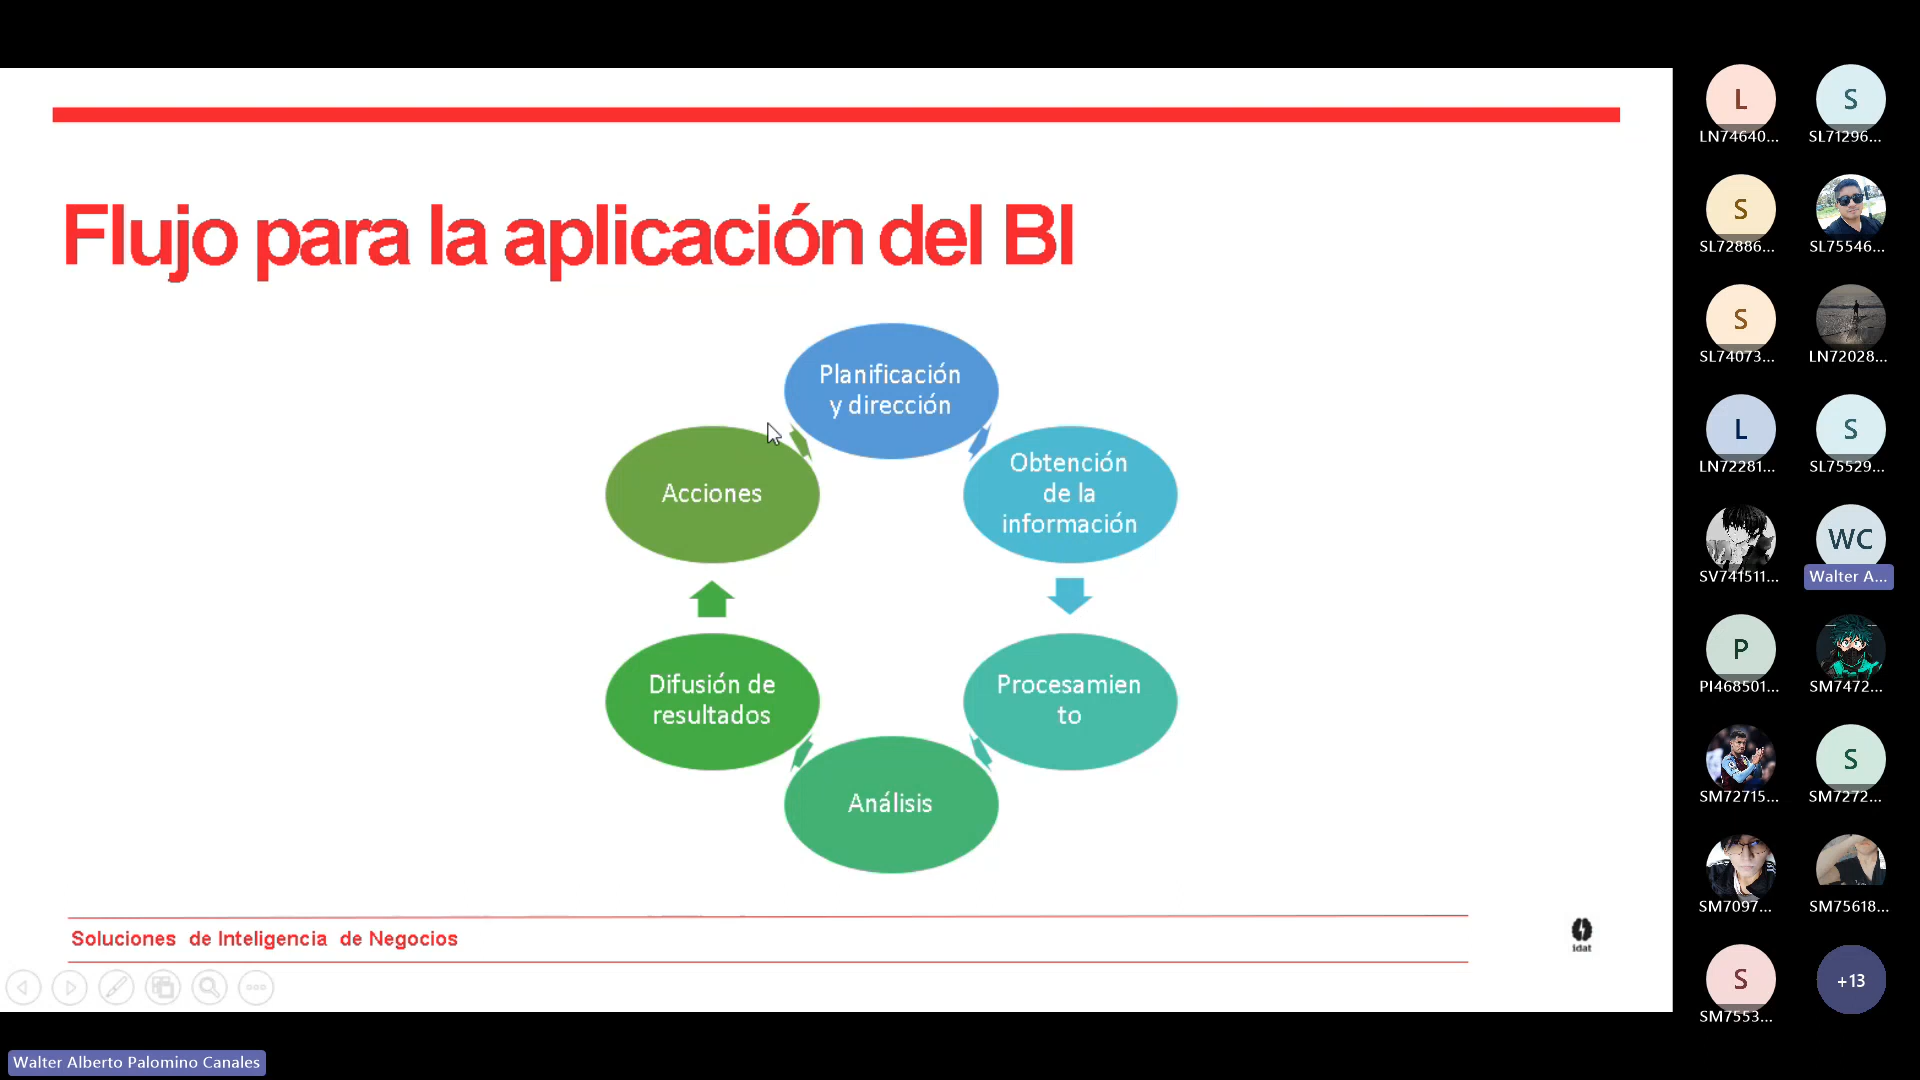 Flujo para la aplicación del BI
Planificación
y dirección
Obtención
de la
información
Procesamien
to
Análisis
Difusión de
resultados
Acciones
Soluciones de Inteligencia de Negocios
idat
Walter Alberto Palomino Canales
L
LN74640...
S
SL71296...
S
SL72886...
SL75546...
S
SL74073...
LN72028...
L
LN72281...
S
SL75529...
SV741511...
WC
Walter A...
P
PI468501...
SM7472...
SM72715...
S
SM7272...
SM7097...
SM75618...
S
SM7553...
+13